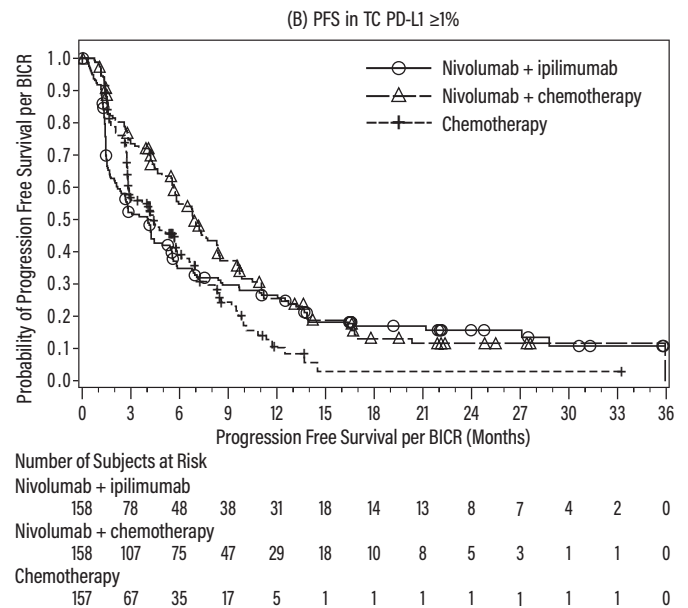 (B) PFS in TC PD-L1 ≥1%
Probability of Progression Free Survival per BICR
1.0
0.9
0.8
0.7
0.6
0.5
0.4
0.3
0.2
0.1
0.0
Nivolumab + ipilimumab
Nivolumab + chemotherapy
Chemotherapy
0 3 6 9 12 15 18 21 24 27 30 33 36
Progression Free Survival per BICR (Months)
Number of Subjects at Risk
Nivolumab + ipilimumab
158 78 48 38 31 18 14 13 8 7 4 2 0
Nivolumab + chemotherapy
158 107 75 47 29 18 10 8 5 3 1 1 0
Chemotherapy
157 67 35 17 5 1 1 1 1 1 1 1 0